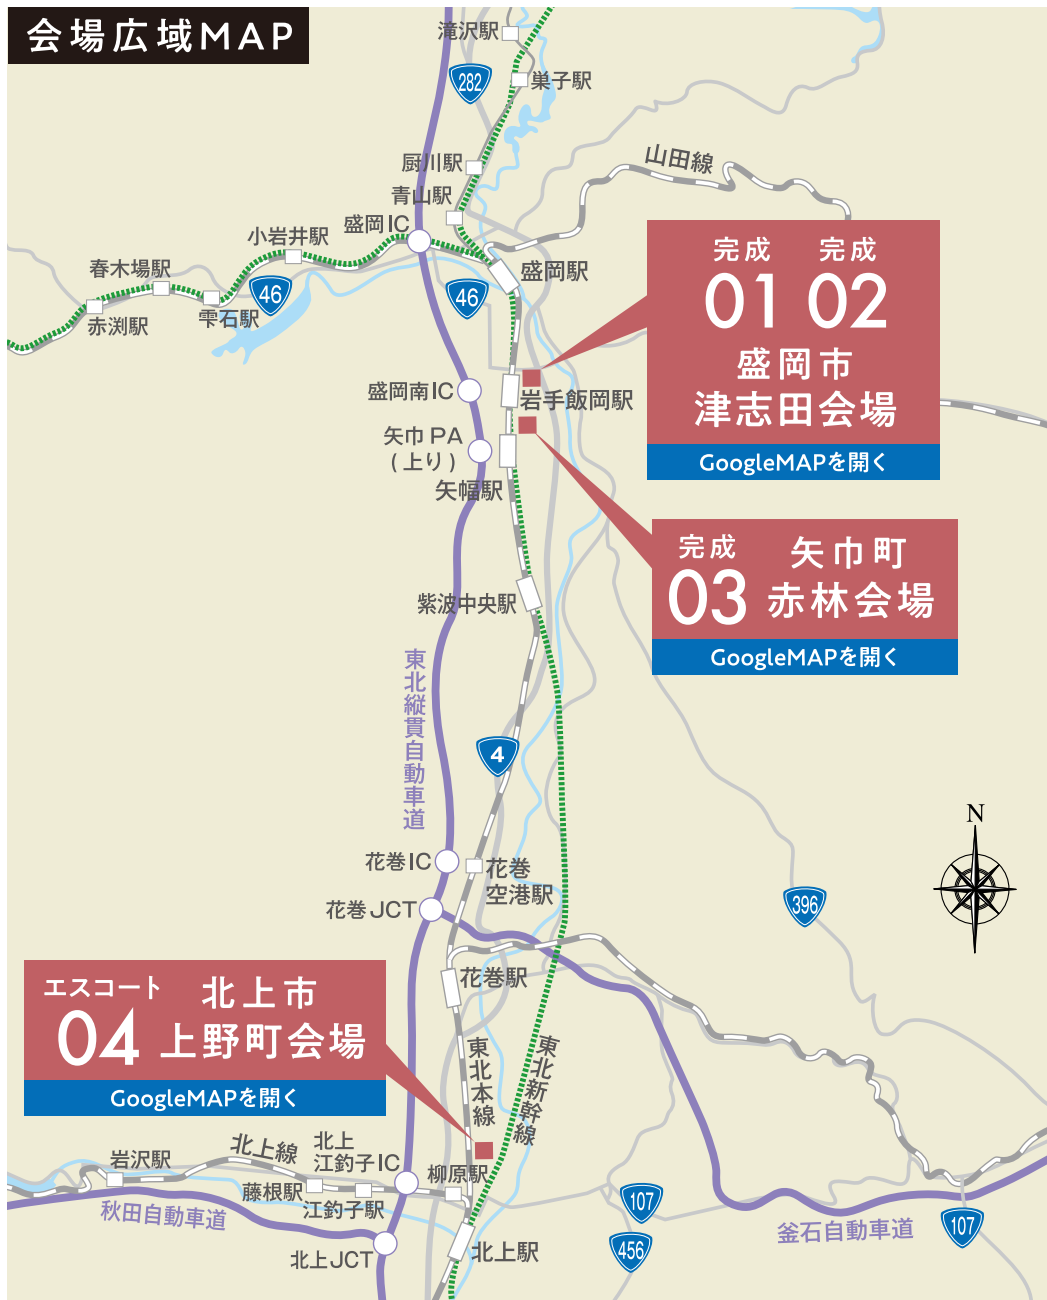 会場広域MAP
滝沢駅
282
巣子駅
厨川駅
山田線
青山駅
盛岡IC
小岩井駅
盛岡駅
春木場駅
46
46
雫石駅
赤渕駅
完成 完成
01 02
盛岡市
津志田会場
GoogleMAPを開く
盛岡南IC
岩手飯岡駅
矢巾PA
(上り)
矢幅駅
完成
03
矢巾町
赤林会場
GoogleMAPを開く
紫波中央駅
東北縦貫自動車道
4
N
花巻IC
花巻
空港駅
花巻JCT
396
花巻駅
エスコート
04
北上市
上野町会場
GoogleMAPを開く
東北本線
東北新幹線
岩沢駅
北上線
北上
江釣子IC
藤根駅
江釣子駅
柳原駅
秋田自動車道
107
釜石自動車道
107
北上JCT
北上駅
456